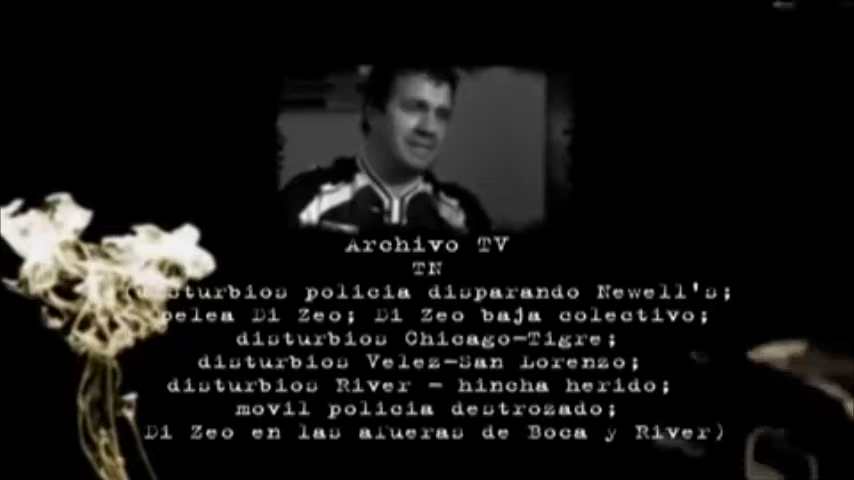 Archivo TV
TN
(disturbios policia disparando Newell's;
pelea Di Zeo; Di Zeo baja colectivo;
disturbios Chicago-Tigre;
disturbios Velez-San Lorenzo;
disturbios River - hincha herido;
movil policia destrozado;
Di Zeo en las afueras de Boca y River)